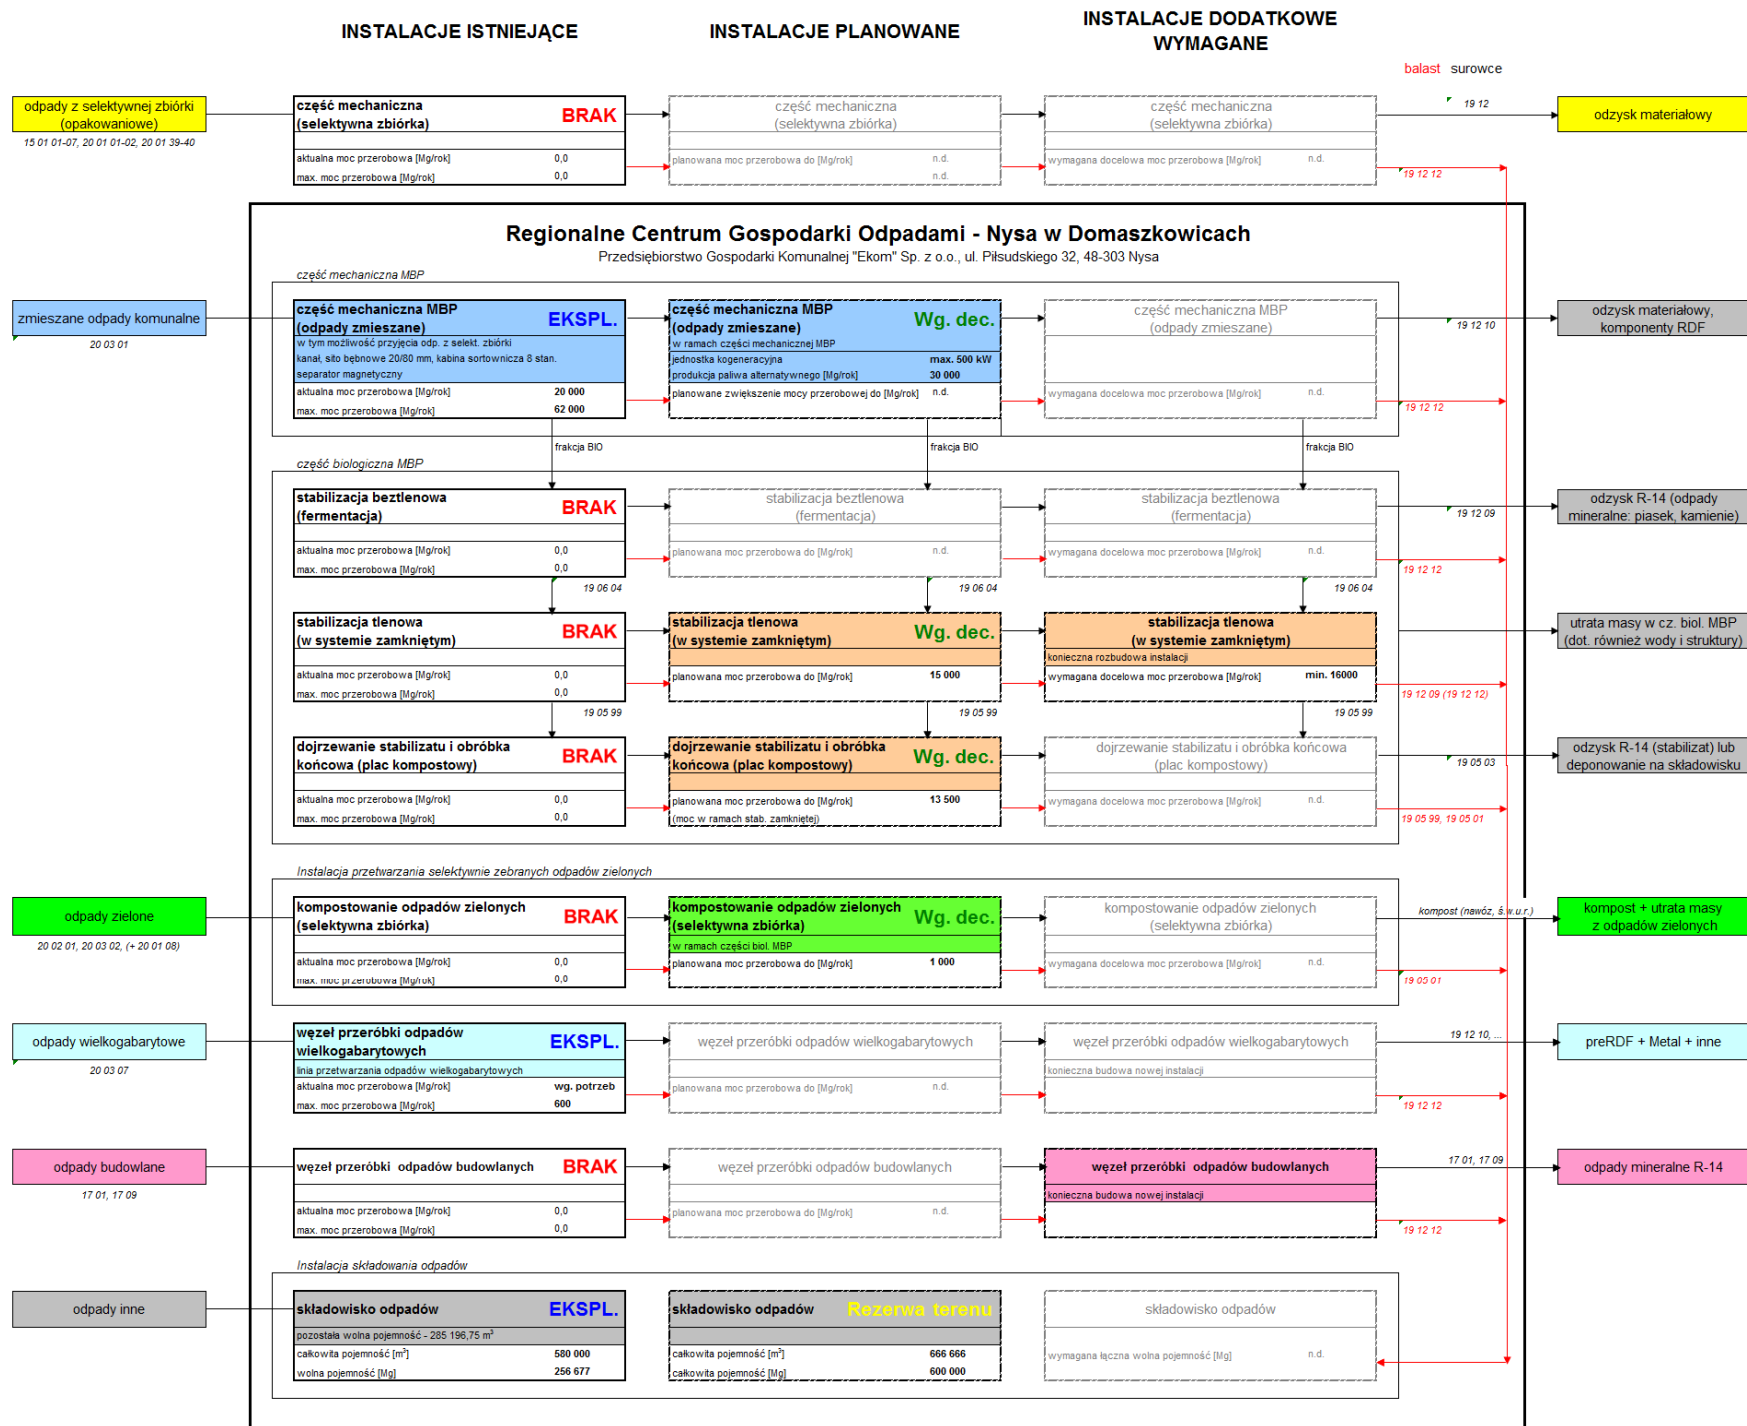 INSTALACJE ISTNIEJĄCE
INSTALACJE PLANOWANE
INSTALACJE DODATKOWE
WYMAGANE
balast surowce
odpady z selektywnej zbiórki
(opakowaniowe)
15 01 01-07, 20 01 01-02, 20 01 39-40
część mechaniczna
(selektywna zbiórka)
BRAK
aktualna moc przerobowa [Mg/rok] 0,0
max. moc przerobowa [Mg/rok] 0,0
część mechaniczna
(selektywna zbiórka)
planowana moc przerobowa do [Mg/rok] n.d.
n.d.
część mechaniczna
(selektywna zbiórka)
wymagana docelowa moc przerobowa [Mg/rok] n.d.
19 12
19 12 12
odzysk materiałowy
Regionalne Centrum Gospodarki Odpadami - Nysa w Domaszkowicach
Przedsiębiorstwo Gospodarki Komunalnej "Ekom" Sp. z o.o., ul. Piłsudskiego 32, 48-303 Nysa
część mechaniczna MBP
zmieszane odpady komunalne
20 03 01
część mechaniczna MBP
(odpady zmieszane)
EKSPL.
w tym możliwość przyjęcia odp. z selekt. zbiórki
kanał, sito bębnowe 20/80 mm, kabina sortownicza 8 stan.
separator magnetyczny
aktualna moc przerobowa [Mg/rok] 20 000
max. moc przerobowa [Mg/rok] 62 000
część mechaniczna MBP
(odpady zmieszane)
Wg. dec.
w ramach części mechanicznej MBP
jednostka kogeneracyjna max. 500 kW
produkcja paliwa alternatywnego [Mg/rok] 30 000
planowane zwiększenie mocy przerobowej do [Mg/rok] n.d.
część mechaniczna MBP
(odpady zmieszane)
wymagana docelowa moc przerobowa [Mg/rok] n.d.
19 12 10
19 12 12
odzysk materiałowy,
komponenty RDF
frakcja BIO
frakcja BIO
frakcja BIO
część biologiczna MBP
stabilizacja beztlenowa
(fermentacja)
BRAK
aktualna moc przerobowa [Mg/rok] 0,0
max. moc przerobowa [Mg/rok] 0,0
stabilizacja beztlenowa
(fermentacja)
planowana moc przerobowa do [Mg/rok] n.d.
stabilizacja beztlenowa
(fermentacja)
wymagana docelowa moc przerobowa [Mg/rok] n.d.
19 12 09
19 12 12
odzysk R-14 (odpady
mineralne: piasek, kamienie)
19 06 04
19 06 04
19 06 04
stabilizacja tlenowa
(w systemie zamkniętym)
BRAK
aktualna moc przerobowa [Mg/rok] 0,0
max. moc przerobowa [Mg/rok] 0,0
stabilizacja tlenowa
(w systemie zamkniętym)
Wg. dec.
planowana moc przerobowa do [Mg/rok] 15 000
stabilizacja tlenowa
(w systemie zamkniętym)
konieczna rozbudowa instalacji
wymagana docelowa moc przerobowa [Mg/rok] min. 16000
19 12 09 (19 12 12)
utrata masy w cz. biol. MBP
(dot. również wody i struktury)
19 05 99
19 05 99
19 05 99
dojrzewanie stabilizatu i obróbka
końcowa (plac kompostowy)
BRAK
aktualna moc przerobowa [Mg/rok] 0,0
max. moc przerobowa [Mg/rok] 0,0
dojrzewanie stabilizatu i obróbka
końcowa (plac kompostowy)
Wg. dec.
planowana moc przerobowa do [Mg/rok] 13 500
(moc w ramach stab. zamkniętej)
dojrzewanie stabilizatu i obróbka końcowa
(plac kompostowy)
wymagana docelowa moc przerobowa [Mg/rok] n.d.
19 05 03
19 05 99, 19 05 01
odzysk R-14 (stabilizat) lub
deponowanie na składowisku
Instalacja przetwarzania selektywnie zebranych odpadów zielonych
odpady zielone
20 02 01, 20 03 02, (+ 20 01 08)
kompostowanie odpadów zielonych
(selektywna zbiórka)
BRAK
aktualna moc przerobowa [Mg/rok] 0,0
max. moc przerobowa [Mg/rok] 0,0
kompostowanie odpadów zielonych
(selektywna zbiórka)
Wg. dec.
w ramach części biol. MBP
planowana moc przerobowa do [Mg/rok] 1 000
kompostowanie odpadów zielonych
(selektywna zbiórka)
wymagana docelowa moc przerobowa [Mg/rok] n.d.
kompost (nawóz, ś.w.u.r.)
19 05 01
kompost + utrata masy
z odpadów zielonych
odpady wielkogabarytowe
20 03 07
węzeł przeróbki odpadów
wielkogabarytowych
EKSPL.
linia przetwarzania odpadów wielkogabarytowych
aktualna moc przerobowa [Mg/rok] wg. potrzeb
max. moc przerobowa [Mg/rok] 600
węzeł przeróbki odpadów wielkogabarytowych
planowana moc przerobowa do [Mg/rok] n.d.
węzeł przeróbki odpadów wielkogabarytowych
konieczna budowa nowej instalacji
19 12 10, ...
19 12 12
preRDF + Metal + inne
odpady budowlane
17 01, 17 09
węzeł przeróbki odpadów budowlanych
BRAK
aktualna moc przerobowa [Mg/rok] 0,0
max. moc przerobowa [Mg/rok] 0,0
węzeł przeróbki odpadów budowlanych
planowana moc przerobowa do [Mg/rok] n.d.
węzeł przeróbki odpadów budowlanych
konieczna budowa nowej instalacji
17 01, 17 09
19 12 12
odpady mineralne R-14
Instalacja składowania odpadów
odpady inne
składowisko odpadów
EKSPL.
pozostała wolna pojemność - 285 196,75 m³
całkowita pojemność [m³] 580 000
wolna pojemność [Mg] 256 677
składowisko odpadów
Rezerwa terenu
całkowita pojemność [m³] 666 666
całkowita pojemność [Mg] 600 000
składowisko odpadów
wymagana łączna wolna pojemność [Mg] n.d.